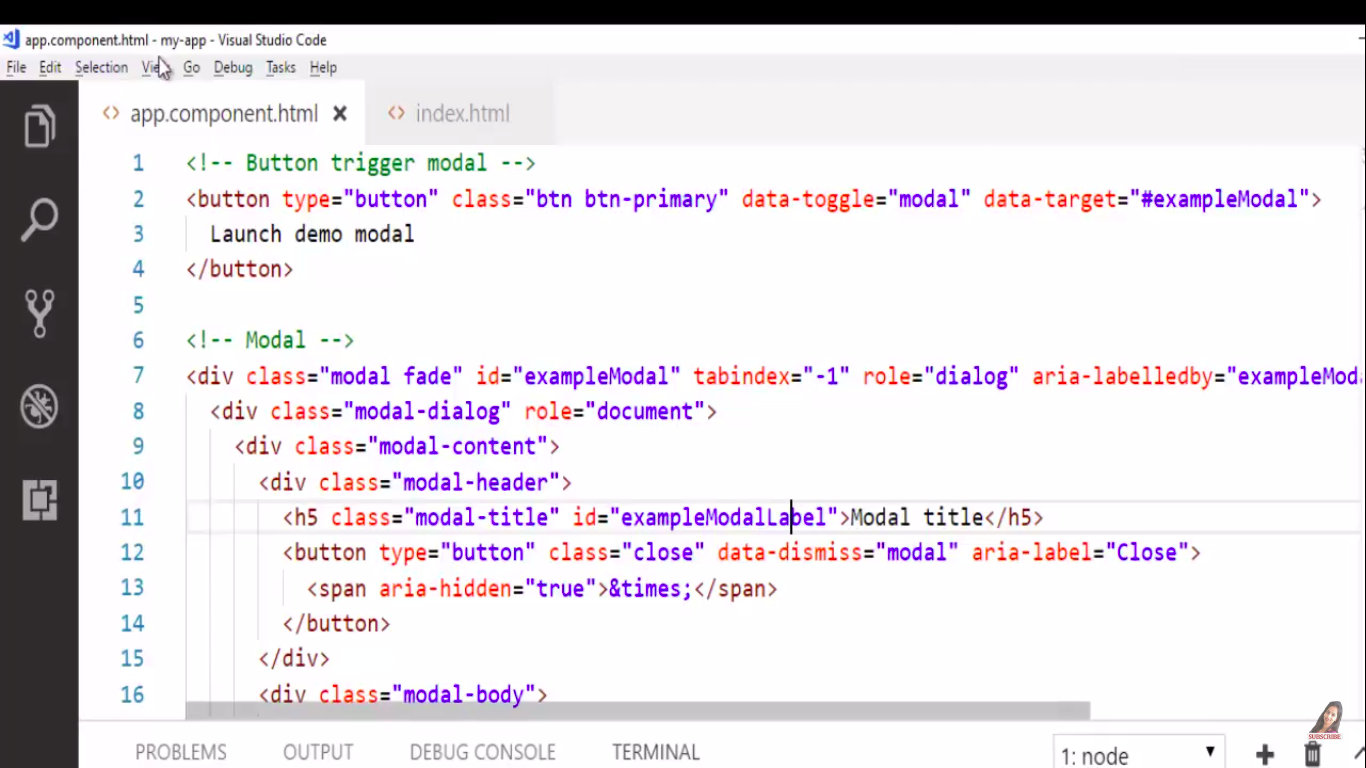 app.component.html - my-app - Visual Studio Code
File Edit Selection Go Debug Tasks Help
app.component.html index.html
1 <!-- Button trigger modal -->
2 <button type="button" class="btn btn-primary" data-toggle="modal" data-target="#exampleModal">
3 Launch demo modal
4 </button>
5
6 <!-- Modal -->
7 <div class="modal fade" id="exampleModal" tabindex="-1" role="dialog" aria-labelledby="exampleMod
8 <div class="modal-dialog" role="document">
9 <div class="modal-content">
10 <div class="modal-header">
11 <h5 class="modal-title" id="exampleModalLabel">Modal title</h5>
12 <button type="button" class="close" data-dismiss="modal" aria-label="Close">
13 <span aria-hidden="true">&times;</span>
14 </button>
15 </div>
16 <div class="modal-body">
PROBLEMS OUTPUT DEBUG CONSOLE TERMINAL 1: node
SUBSCRIBE